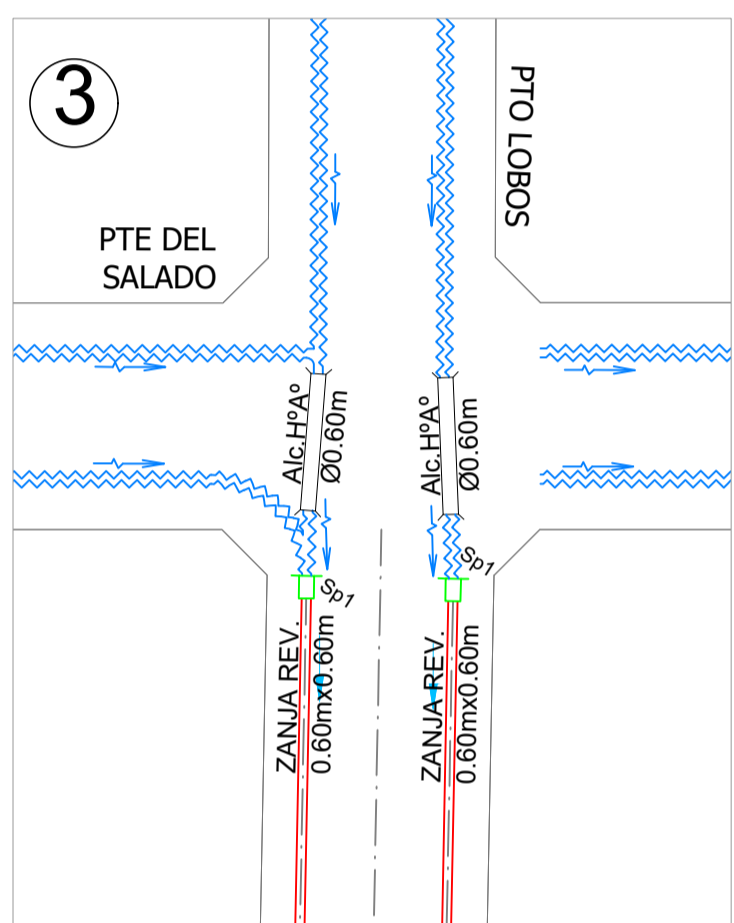 3
PTO LOBOS
PTE DEL
SALADO
Alc.HºAº
Ø0.60m
Alc.HºAº
Ø0.60m
Sp1
Sp1
ZANJA REV.
0.60mx0.60m
ZANJA REV.
0.60mx0.60m